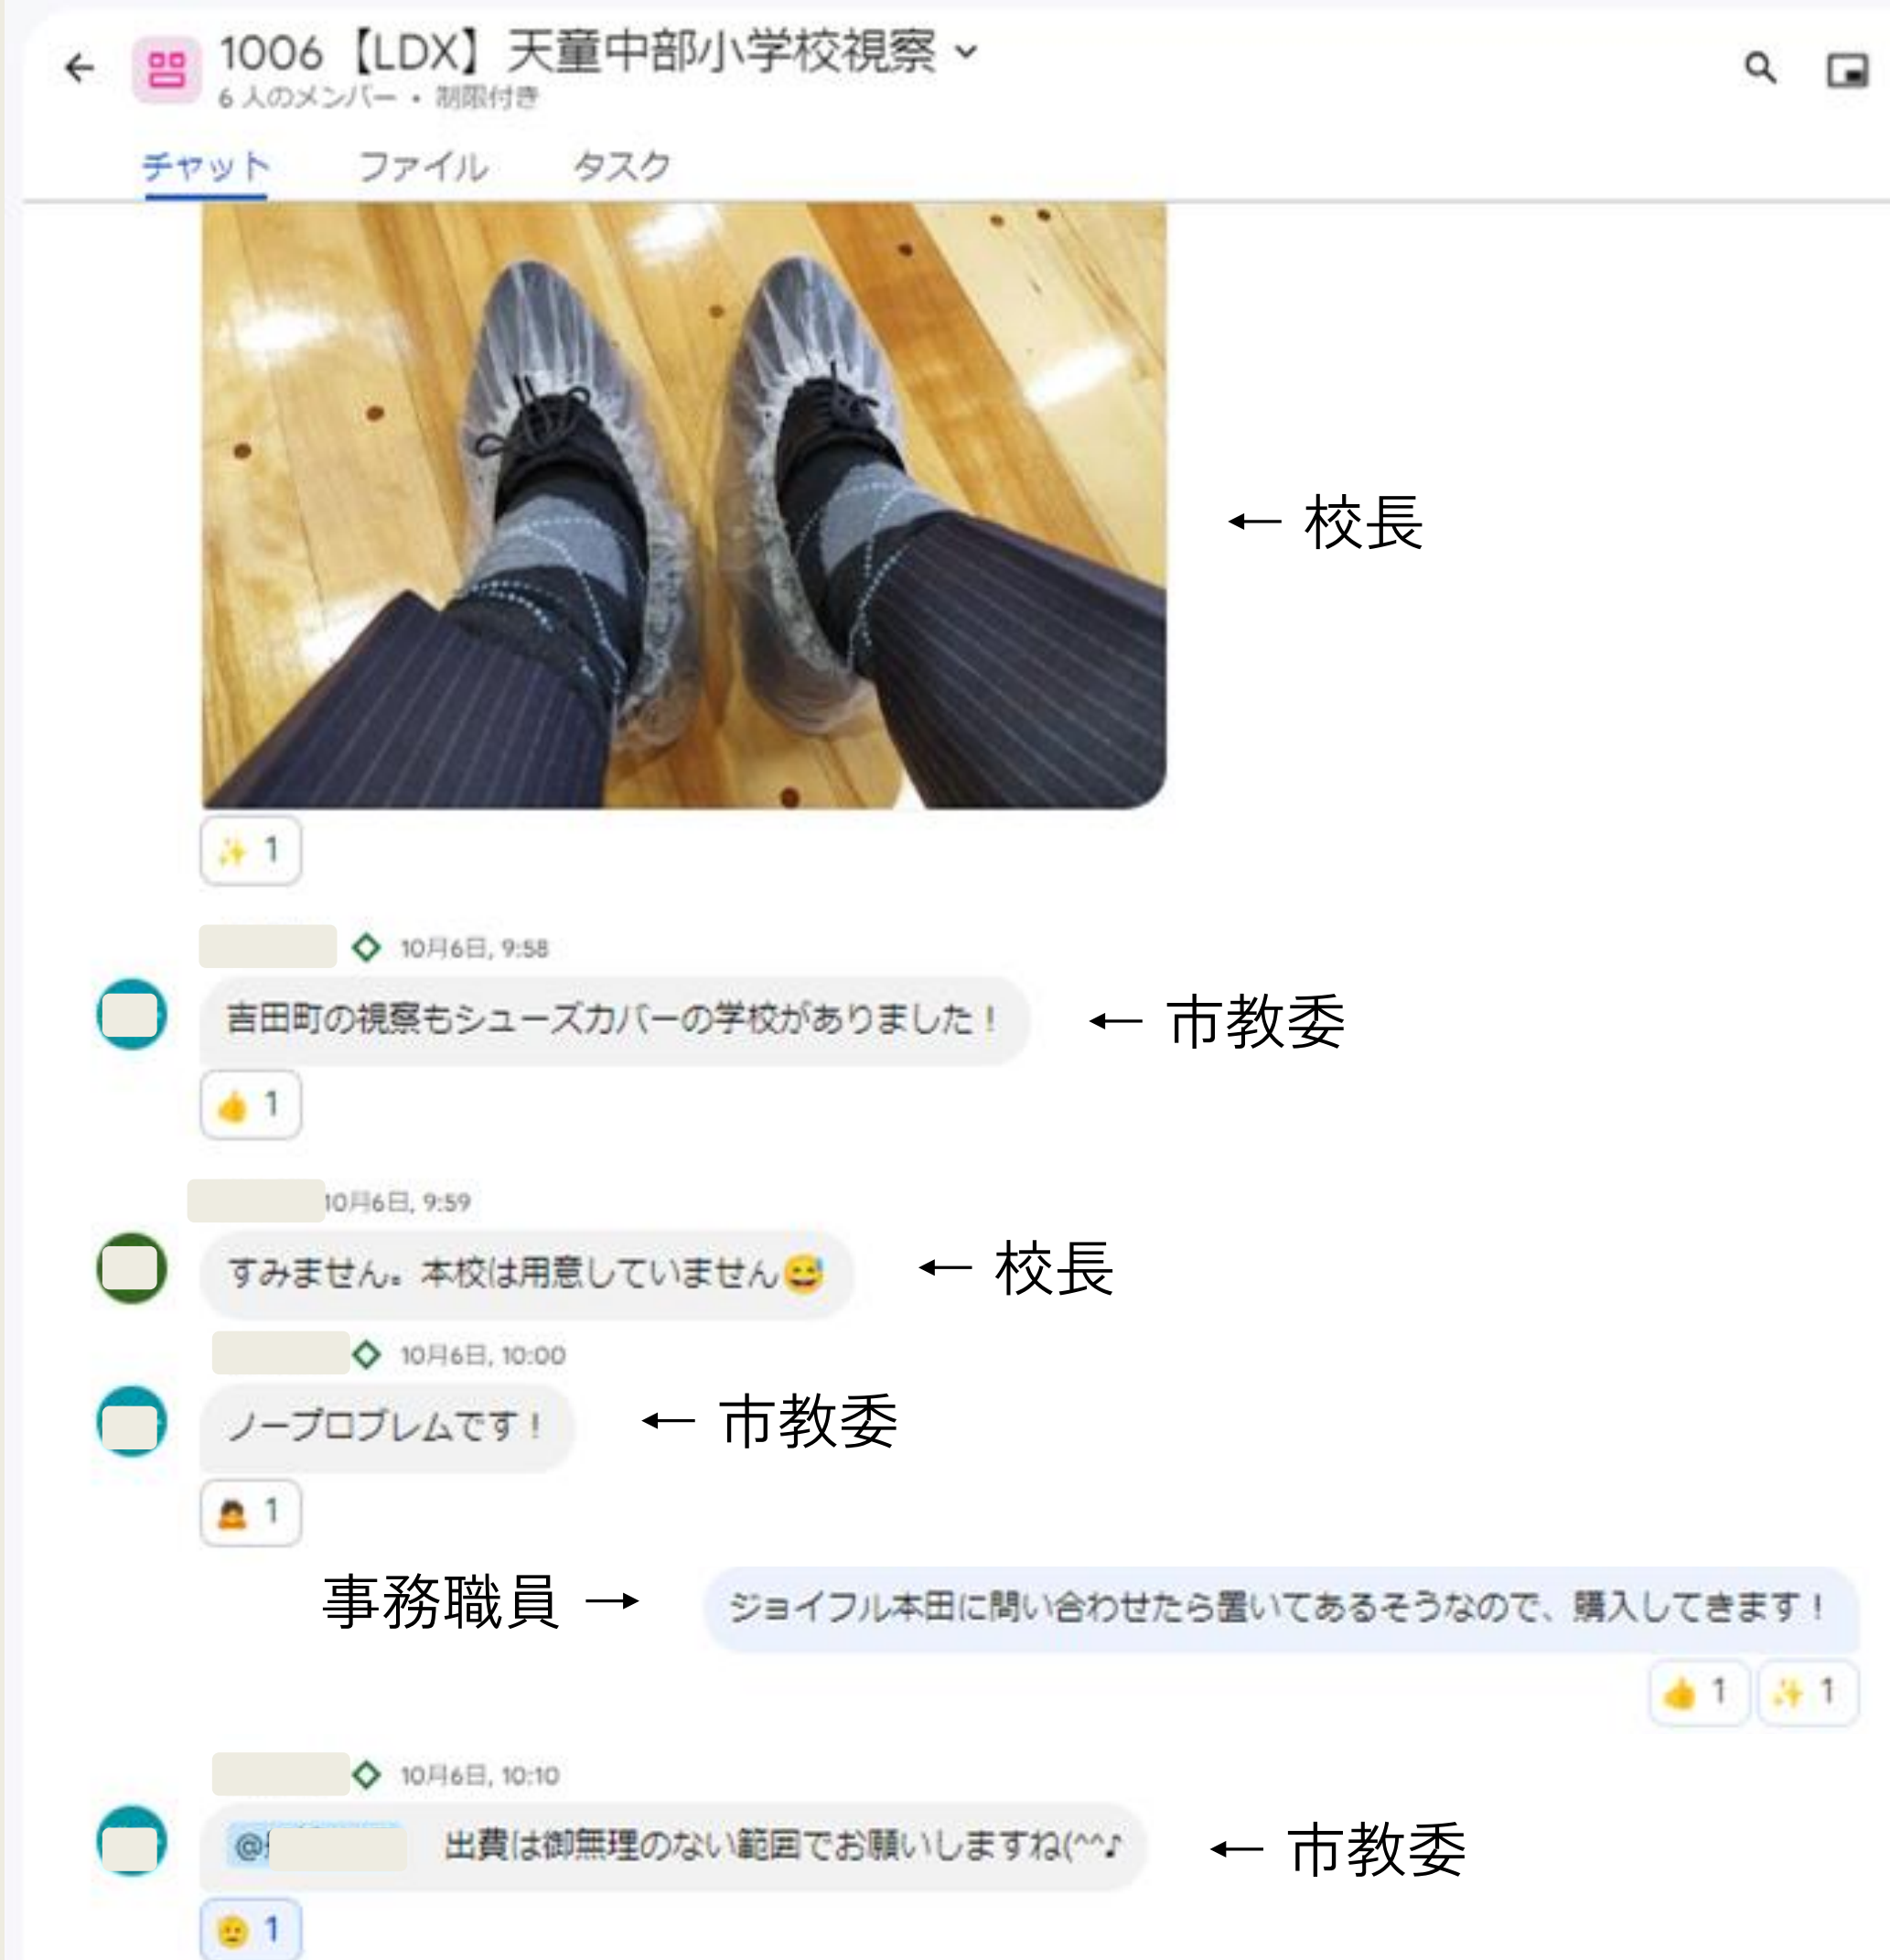 1006【LDX】天童中部小学校視察
6 人のメンバー・制限付き
チャット ファイル タスク
← 校長
1
10月6日, 9:58
吉田町の視察もシューズカバーの学校がありました！
← 市教委
1
10月6日, 9:59
すみません。本校は用意していません😅
← 校長
10月6日, 10:00
ノープロブレムです！
← 市教委
1
事務職員 →
ジョイフル本田に問い合わせたら置いてあるそうなので、購入してきます！
1 1
10月6日, 10:10
@ 出費は御無理のない範囲でお願いしますね(^^♪
← 市教委
1